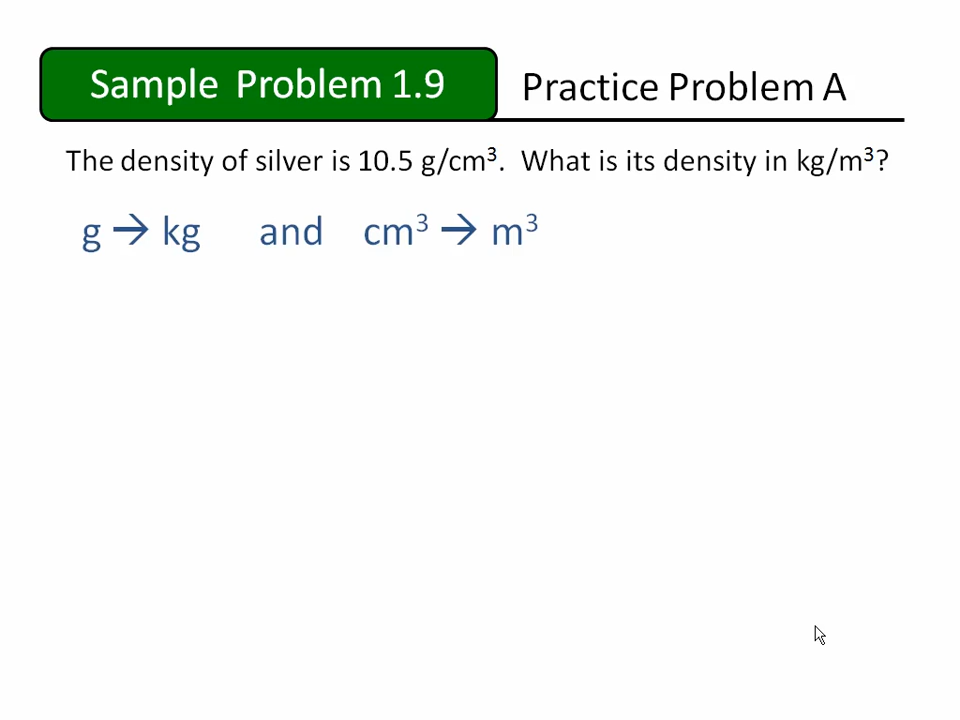 Sample Problem 1.9
Practice Problem A
The density of silver is 10.5 g/cm³. What is its density in kg/m³?
g → kg and cm³ → m³